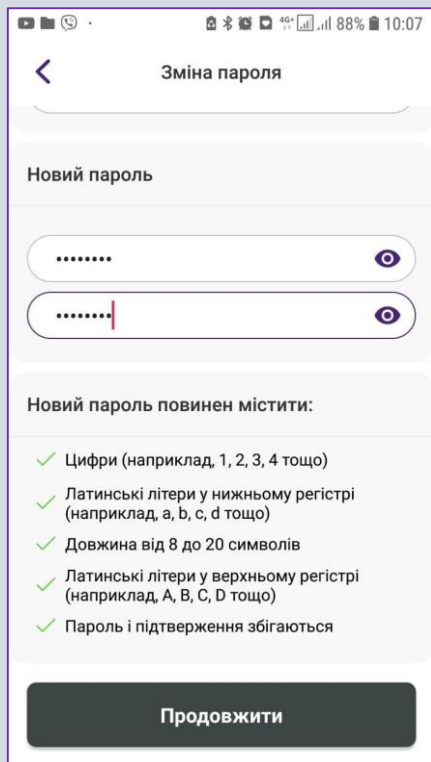 4G+ 88% 10:07
Зміна пароля
Новий пароль
••••••••
••••••••
Новий пароль повинен містити:
Цифри (наприклад, 1, 2, 3, 4 тощо)
Латинські літери у нижньому регістрі
(наприклад, a, b, c, d тощо)
Довжина від 8 до 20 символів
Латинські літери у верхньому регістрі
(наприклад, A, B, C, D тощо)
Пароль і підтверження збігаються
Продовжити